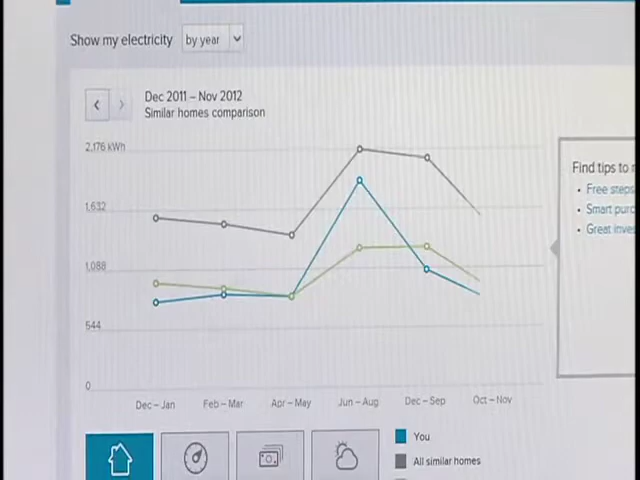 Show my electricity by year
Dec 2011 – Nov 2012
Similar homes comparison
2,176 kWh
1,632
1,088
544
0
Dec – Jan Feb – Mar Apr – May Jun – Aug Dec – Sep Oct – Nov
Find tips to
• Free steps
• Smart
• Great
You
All similar homes